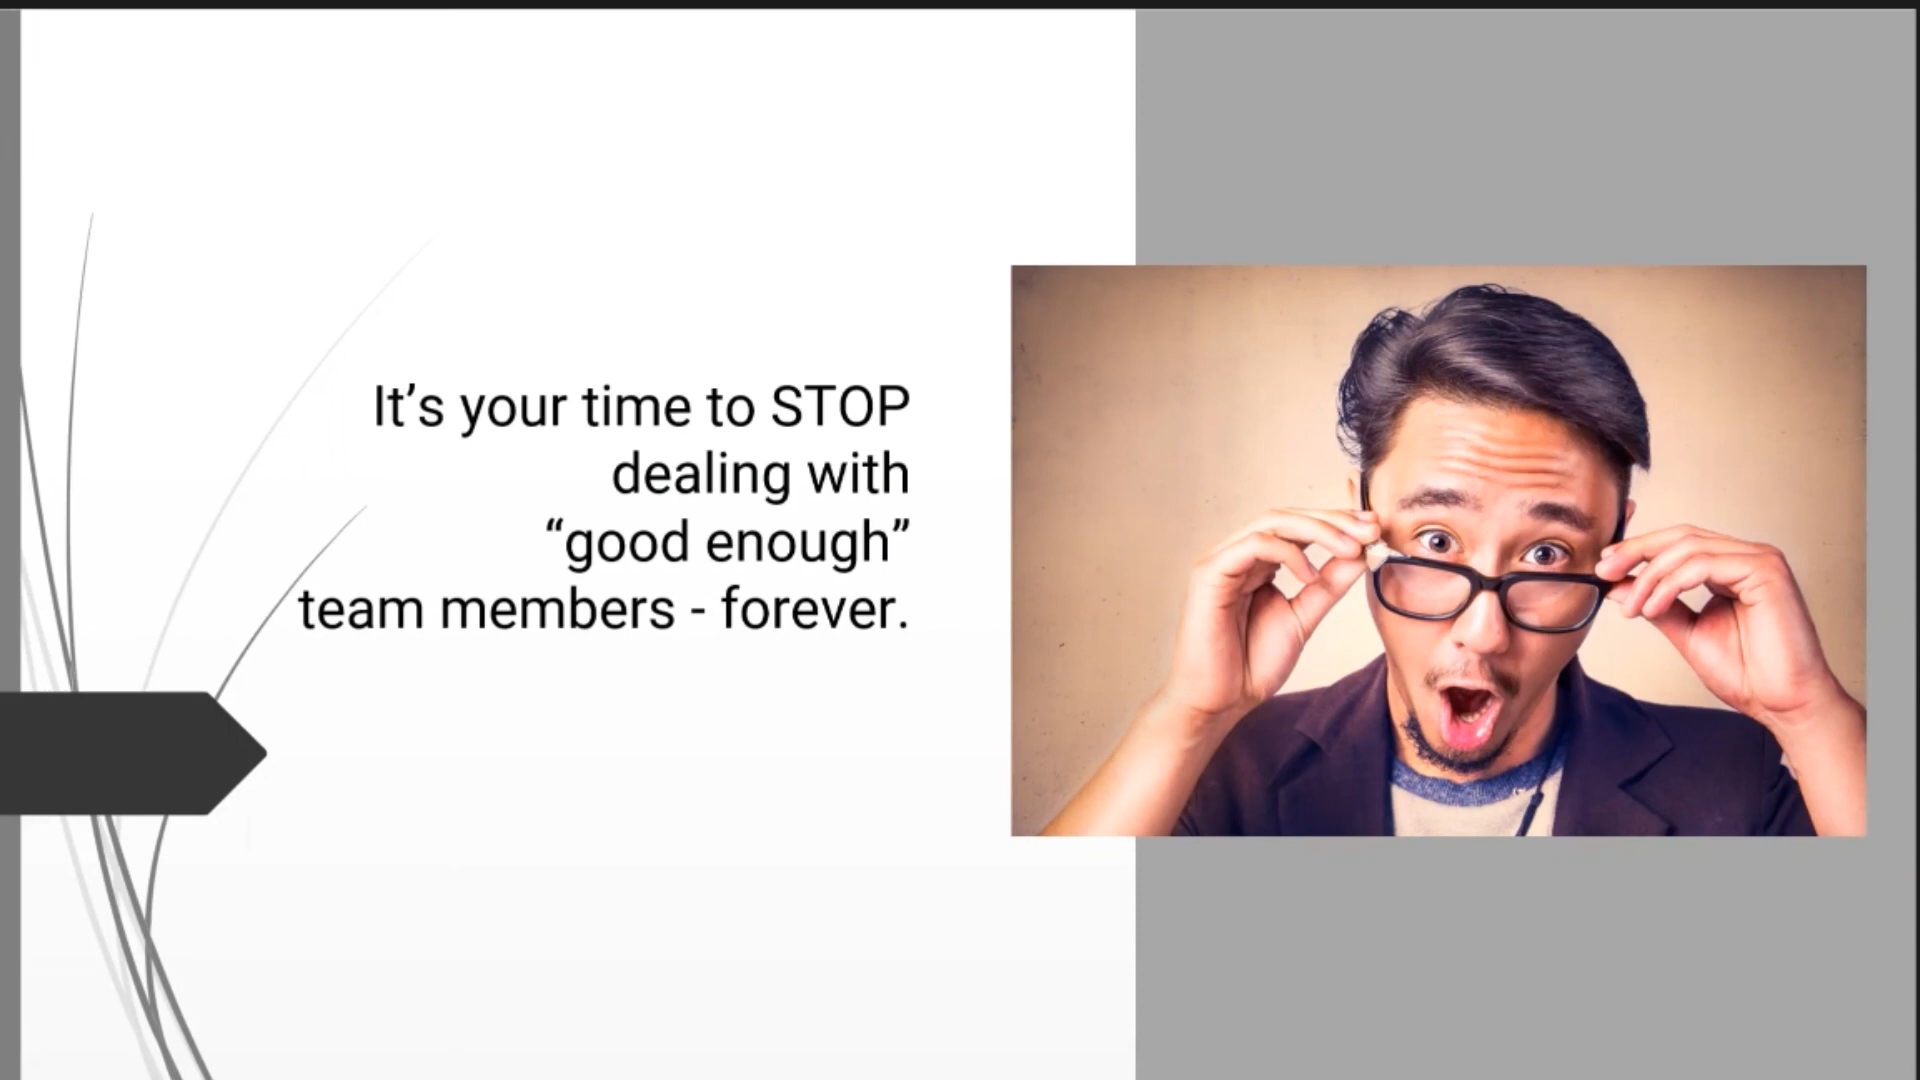 It’s your time to STOP
dealing with
“good enough”
team members - forever.